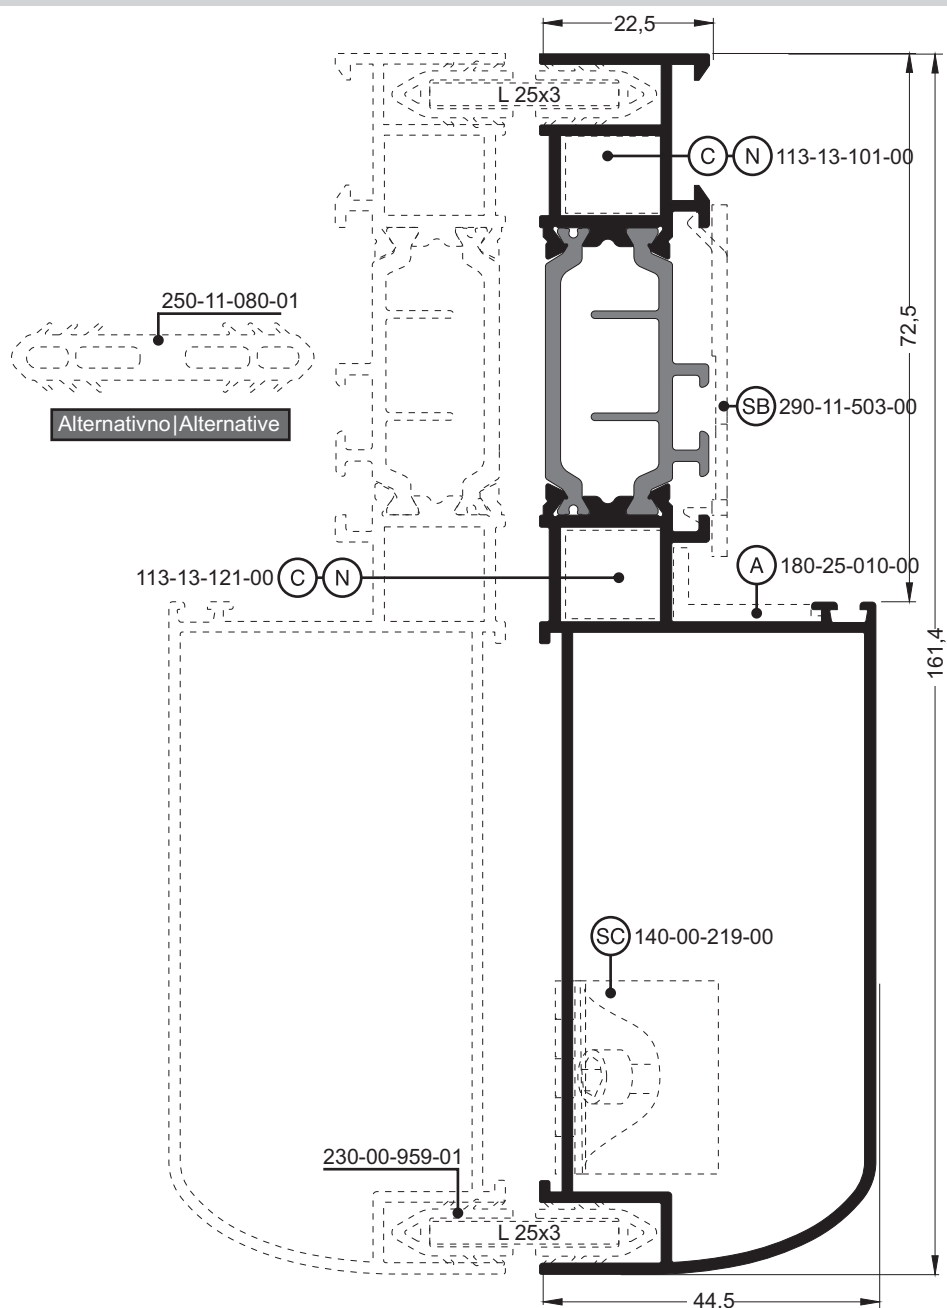 22,5
L 25x3
C N 113-13-101-00
250-11-080-01
72,5
SB 290-11-503-00
Alternativno|Alternative
A 180-25-010-00
113-13-121-00 C N
161,4
SC 140-00-219-00
230-00-959-01
L 25x3
44,5